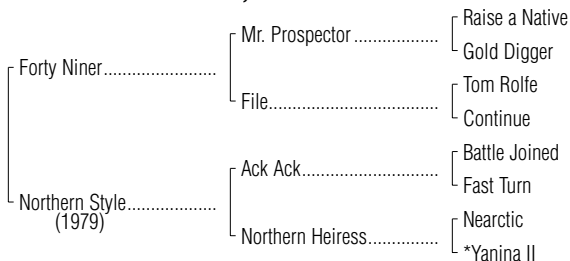 Raise a Native
Mr. Prospector ..................
Gold Digger
Forty Niner........................
Tom Rolfe
File....................................
Continue
Battle Joined
Ack Ack.............................
Fast Turn
Northern Style...................
(1979)
Nearctic
Northern Heiress...............
*Yanina II